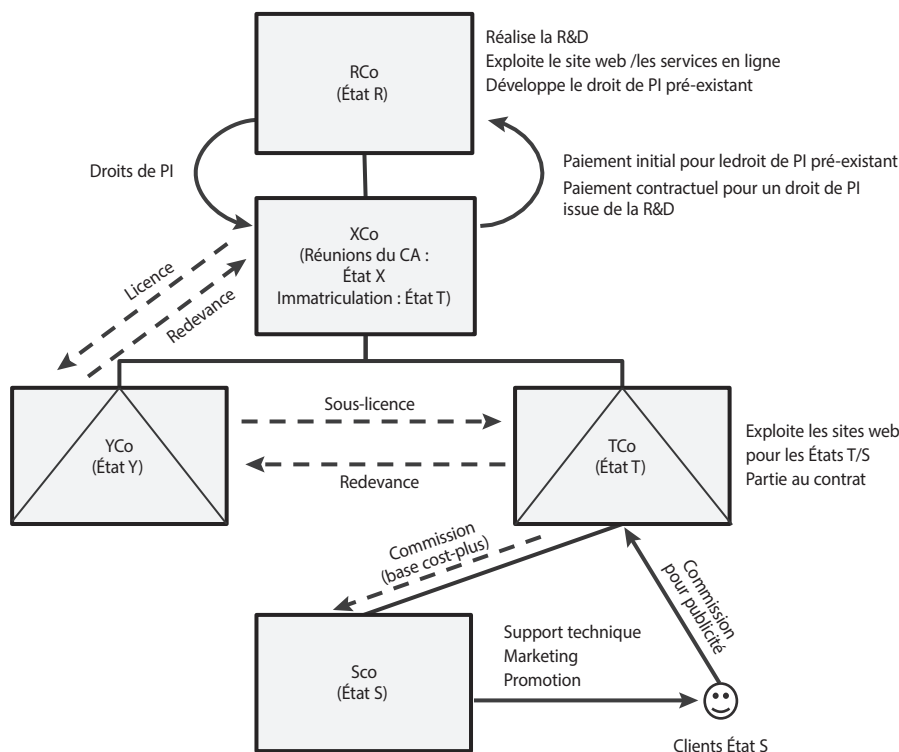 RCo
(État R)
Réalise la R&D
Exploite le site web /les services en ligne
Développe le droit de PI pré-existant
Droits de PI
Paiement initial pour ledroit de PI pré-existant
Paiement contractuel pour un droit de PI
issue de la R&D
XCo
(Réunions du CA :
État X
Immatriculation : État T)
Licence
Redevance
YCo
(État Y)
Sous-licence
Redevance
TCo
(État T)
Exploite les sites web
pour les États T/S
Partie au contrat
Commission
(base cost-plus)
Commission
pour publicité
Sco
(État S)
Support technique
Marketing
Promotion
Clients État S